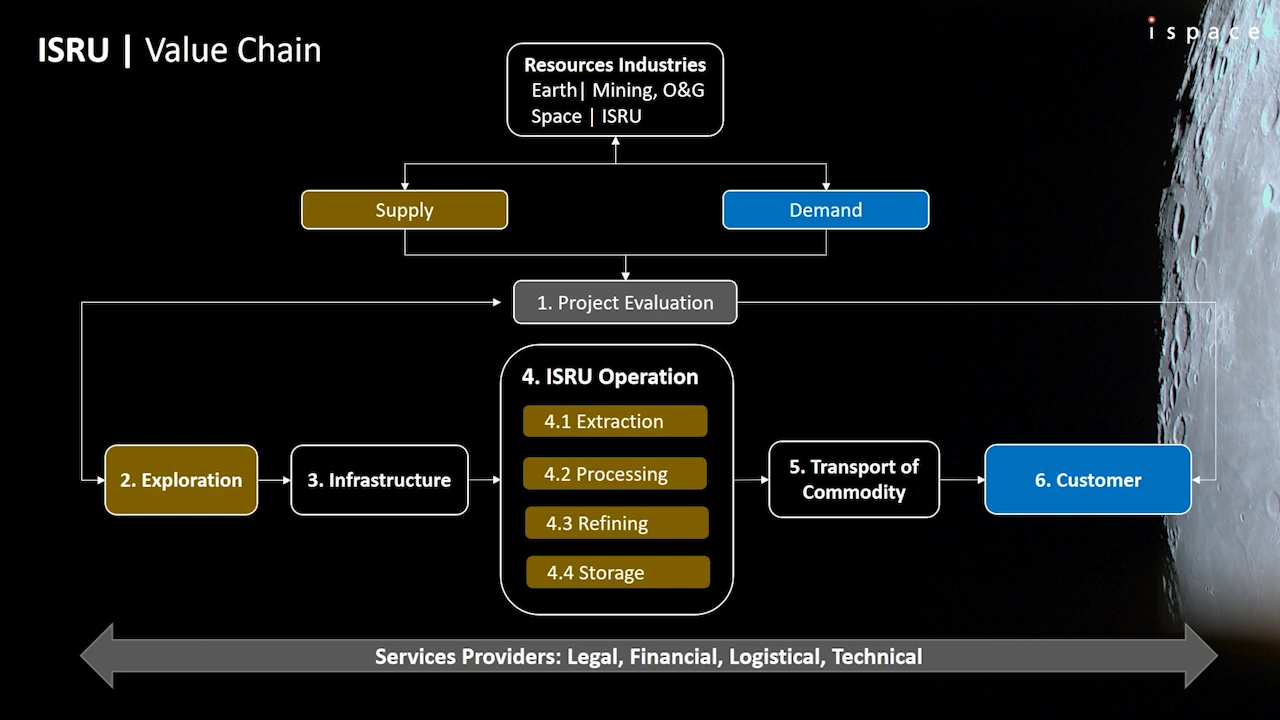 ISRU | Value Chain
ispace
Resources Industries
Earth| Mining, O&G
Space | ISRU
Supply
Demand
1. Project Evaluation
4. ISRU Operation
4.1 Extraction
4.2 Processing
4.3 Refining
4.4 Storage
2. Exploration
3. Infrastructure
5. Transport of
Commodity
6. Customer
Services Providers: Legal, Financial, Logistical, Technical